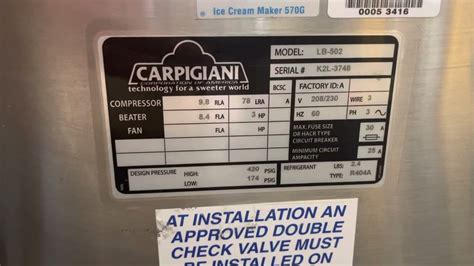 Ice Cream Maker 570G
0005 3416
CARPIGIANI
CORPORATION OF AMERICA
technology for a sweeter world
MODEL: LB-502
SERIAL # K2L-3748
BCSC
FACTORY ID: A
COMPRESSOR 9.8 RLA 78 LRA A
V 208/230 WIRE 3
BEATER 8.4 FLA 3 HP
HZ 60 PH 3
FAN FLA HP
MAX. FUSE SIZE
OR HACR TYPE
CIRCUIT BREAKER 30 A
MINIMUM CIRCUIT
AMPACITY 25 A
DESIGN PRESSURE HIGH: 420 PSIG
LOW: 174 PSIG
REFRIGERANT LBS: 2.4
TYPE: R404A
AT INSTALLATION AN
APPROVED DOUBLE
CHECK VALVE MUST
BE INSTALLED ON